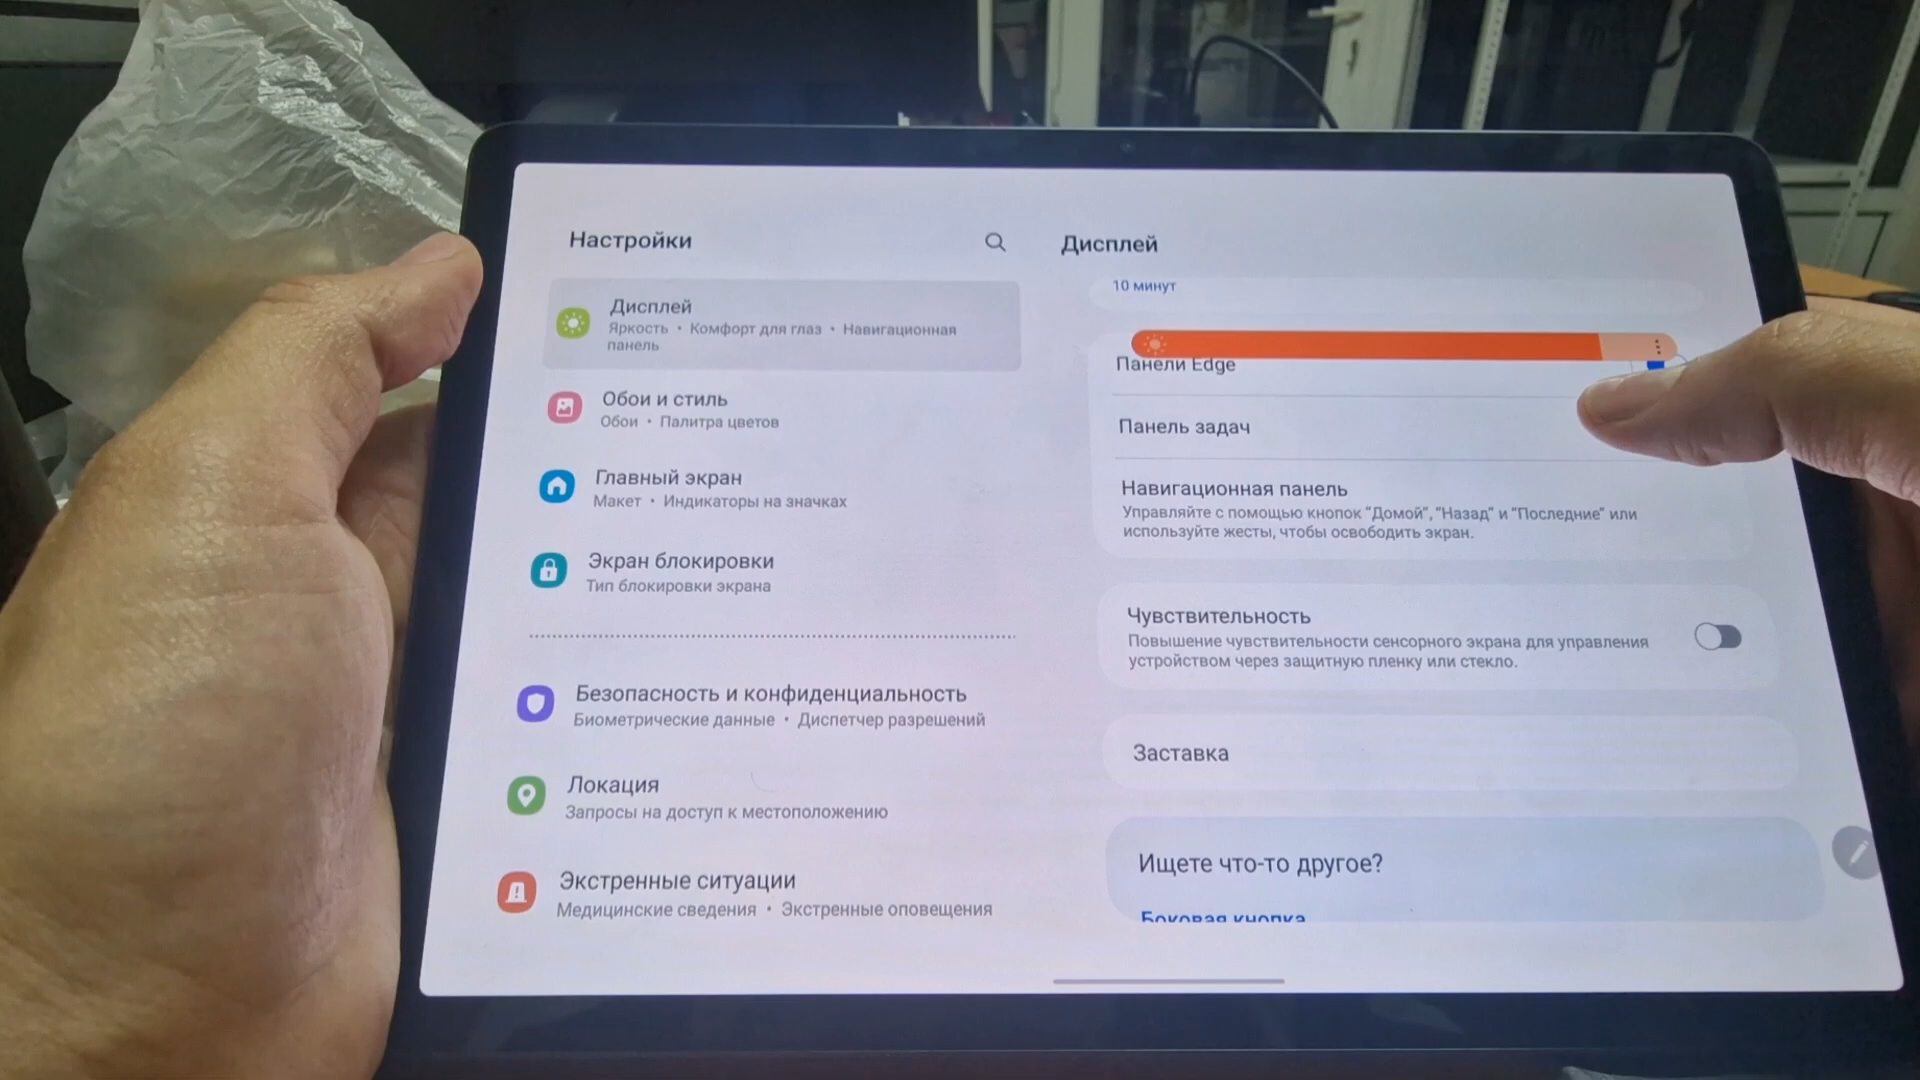 Настройки
Дисплей
Яркость • Комфорт для глаз • Навигационная
панель
Обои и стиль
Обои • Палитра цветов
Главный экран
Макет • Индикаторы на значках
Экран блокировки
Тип блокировки экрана
Безопасность и конфиденциальность
Биометрические данные • Диспетчер разрешений
Локация
Запросы на доступ к местоположению
Экстренные ситуации
Медицинские сведения • Экстренные оповещения
Дисплей
10 минут
Панели Edge
Панель задач
Навигационная панель
Управляйте с помощью кнопок "Домой", "Назад" и "Последние" или
используйте жесты, чтобы освободить экран.
Чувствительность
Повышение чувствительности сенсорного экрана для управления
устройством через защитную пленку или стекло.
Заставка
Ищете что-то другое?
Боковая кнопка